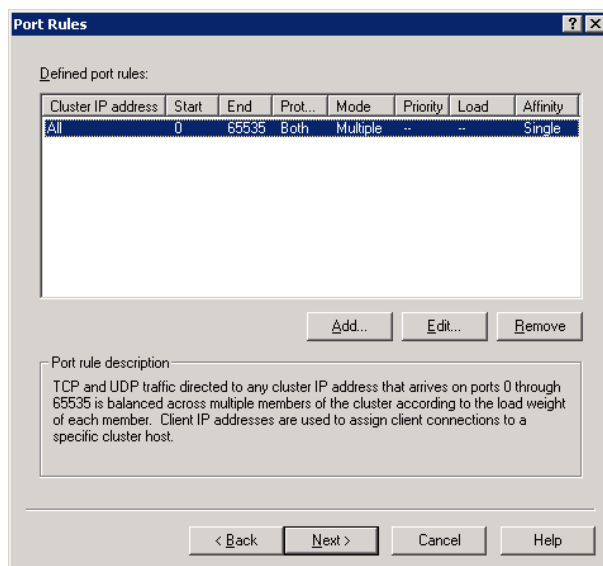 Port Rules
Defined port rules:
Cluster IP address Start End Prot... Mode Priority Load Affinity
All 0 65535 Both Multiple -- -- Single
Add... Edit... Remove
Port rule description
TCP and UDP traffic directed to any cluster IP address that arrives on ports 0 through
65535 is balanced across multiple members of the cluster according to the load weight
of each member. Client IP addresses are used to assign client connections to a
specific cluster host.
< Back Next > Cancel Help